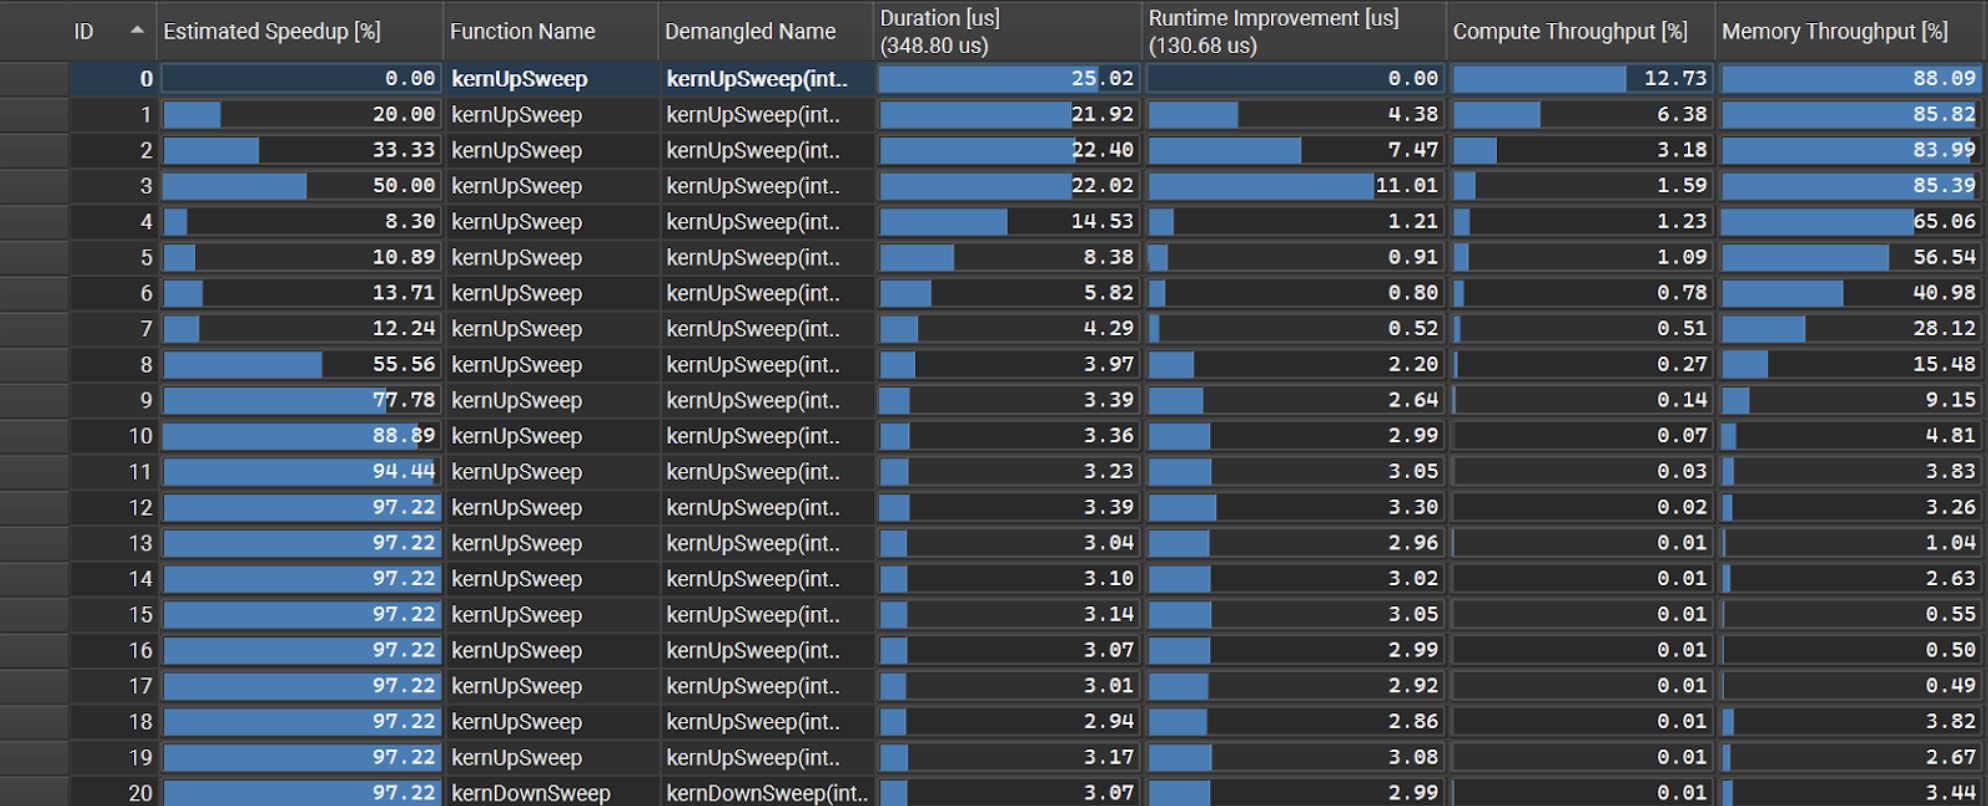 ID Estimated Speedup [%] Function Name Demangled Name Duration [us] (348.80 us) Runtime Improvement [us] (130.68 us) Compute Throughput [%] Memory Throughput [%]
0 0.00 kernUpSweep kernUpSweep(int.. 25.02 0.00 12.73 88.09
1 20.00 kernUpSweep kernUpSweep(int.. 21.92 4.38 6.38 85.82
2 33.33 kernUpSweep kernUpSweep(int.. 22.40 7.47 3.18 83.99
3 50.00 kernUpSweep kernUpSweep(int.. 22.02 11.01 1.59 85.39
4 8.30 kernUpSweep kernUpSweep(int.. 14.53 1.21 1.23 65.06
5 10.89 kernUpSweep kernUpSweep(int.. 8.38 0.91 1.09 56.54
6 13.71 kernUpSweep kernUpSweep(int.. 5.82 0.80 0.78 40.98
7 12.24 kernUpSweep kernUpSweep(int.. 4.29 0.52 0.51 28.12
8 55.56 kernUpSweep kernUpSweep(int.. 3.97 2.20 0.27 15.48
9 77.78 kernUpSweep kernUpSweep(int.. 3.39 2.64 0.14 9.15
10 88.89 kernUpSweep kernUpSweep(int.. 3.36 2.99 0.07 4.81
11 94.44 kernUpSweep kernUpSweep(int.. 3.23 3.05 0.03 3.83
12 97.22 kernUpSweep kernUpSweep(int.. 3.39 3.30 0.02 3.26
13 97.22 kernUpSweep kernUpSweep(int.. 3.04 2.96 0.01 1.04
14 97.22 kernUpSweep kernUpSweep(int.. 3.10 3.02 0.01 2.63
15 97.22 kernUpSweep kernUpSweep(int.. 3.14 3.05 0.01 0.55
16 97.22 kernUpSweep kernUpSweep(int.. 3.07 2.99 0.01 0.50
17 97.22 kernUpSweep kernUpSweep(int.. 3.01 2.92 0.01 0.49
18 97.22 kernUpSweep kernUpSweep(int.. 2.94 2.86 0.01 3.82
19 97.22 kernUpSweep kernUpSweep(int.. 3.17 3.08 0.01 2.67
20 97.22 kernDownSweep kernDownSweep(int.. 3.07 2.99 0.01 3.44